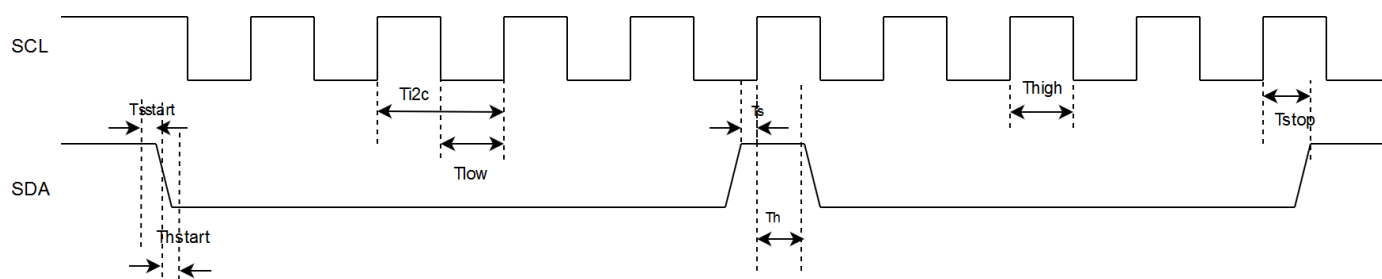 SCL
Tsstart
Ti2c
Ts
Thigh
Tstop
Tlow
SDA
Thstart
Th